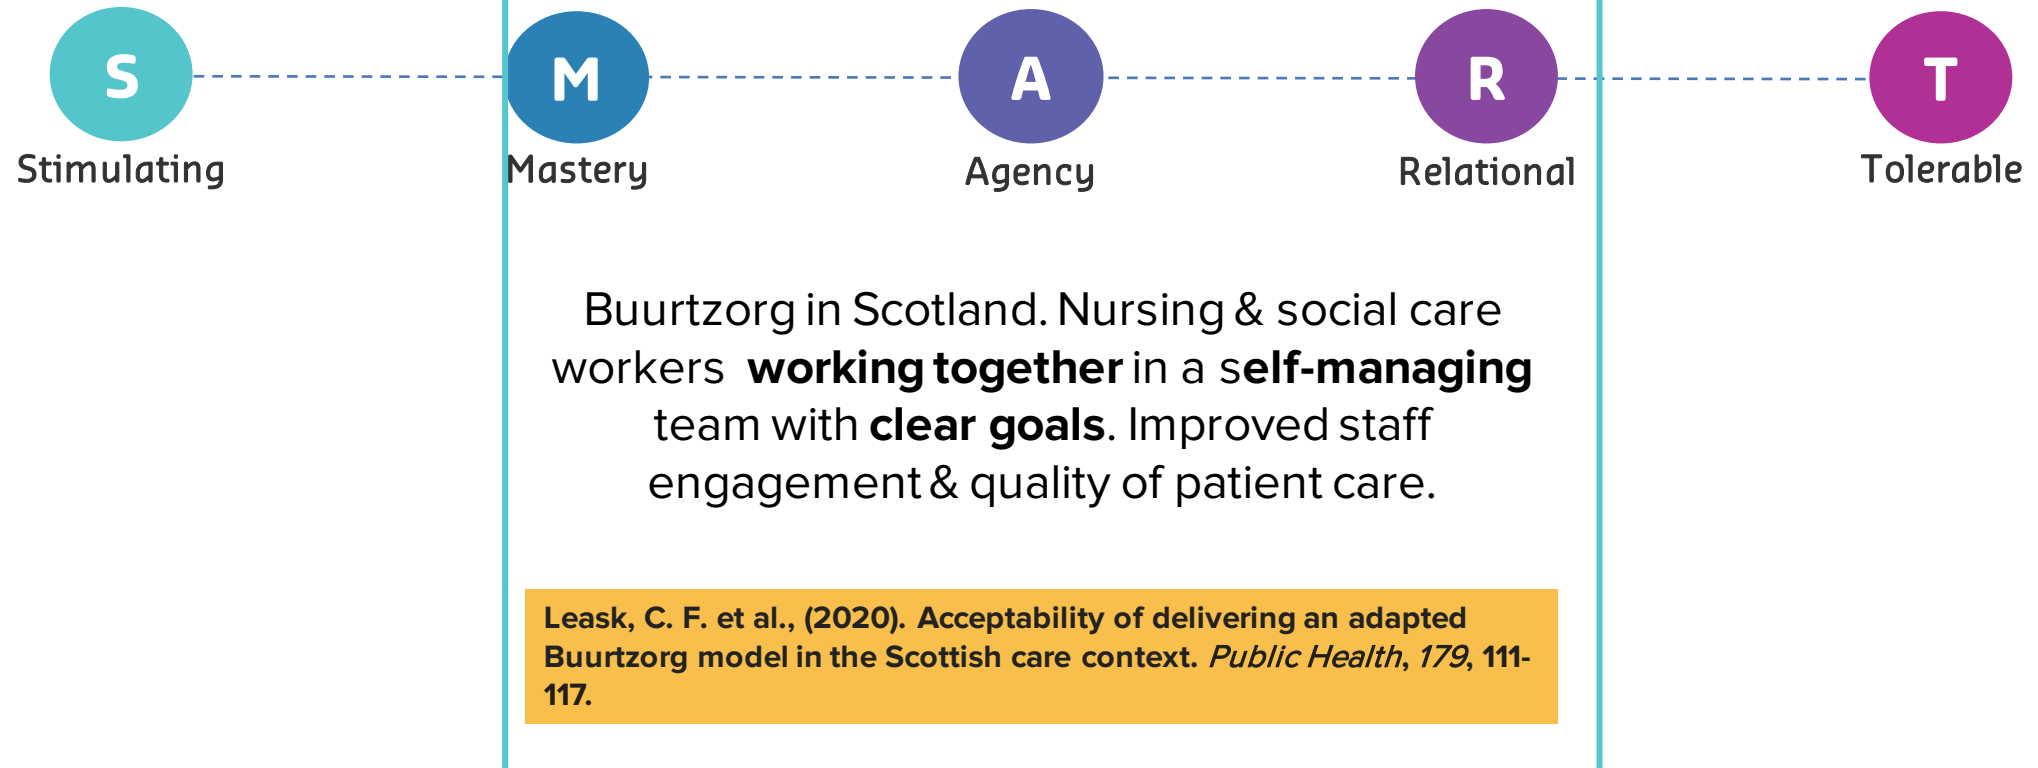 S
M
A
R
T
Stimulating
Mastery
Agency
Relational
Tolerable
Buurtzorg in Scotland. Nursing & social care
workers working together in a self-managing
team with clear goals. Improved staff
engagement & quality of patient care.
Leask, C. F. et al., (2020). Acceptability of delivering an adapted
Buurtzorg model in the Scottish care context. Public Health, 179, 111-
117.